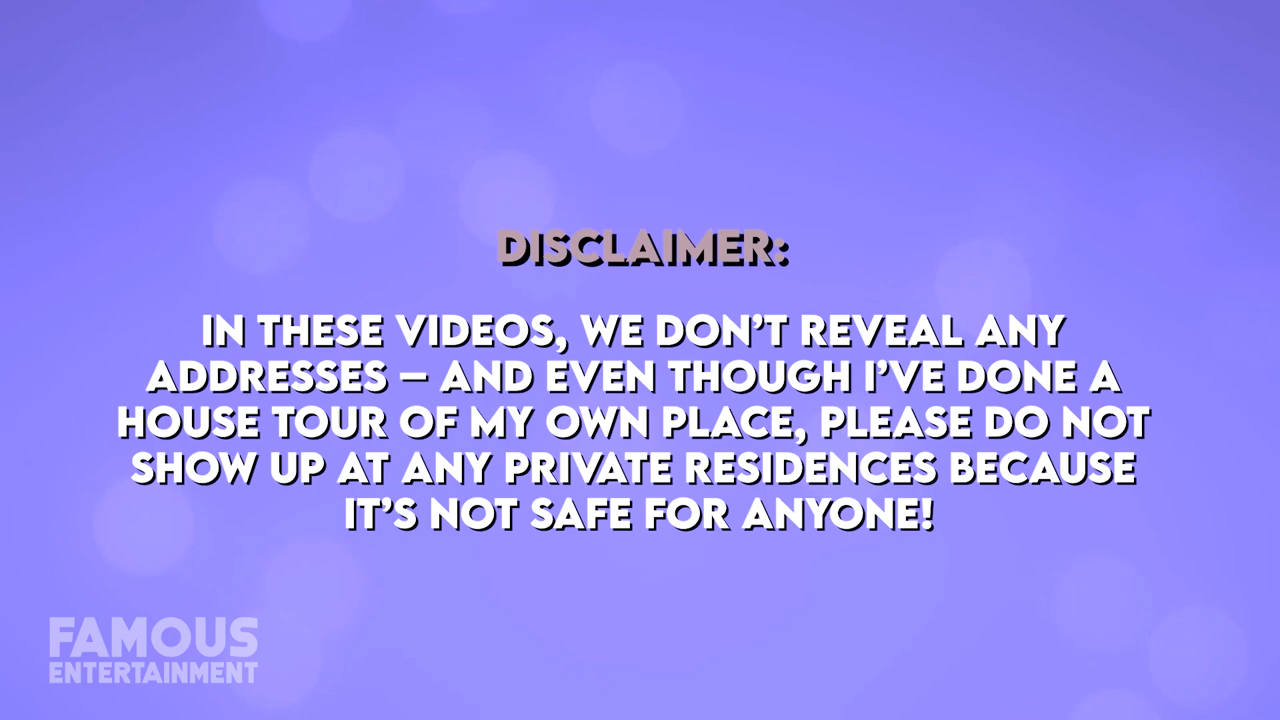 DISCLAIMER:
IN THESE VIDEOS, WE DON’T REVEAL ANY
ADDRESSES – AND EVEN THOUGH I’VE DONE A
HOUSE TOUR OF MY OWN PLACE, PLEASE DO NOT
SHOW UP AT ANY PRIVATE RESIDENCES BECAUSE
IT’S NOT SAFE FOR ANYONE!
FAMOUS
ENTERTAINMENT